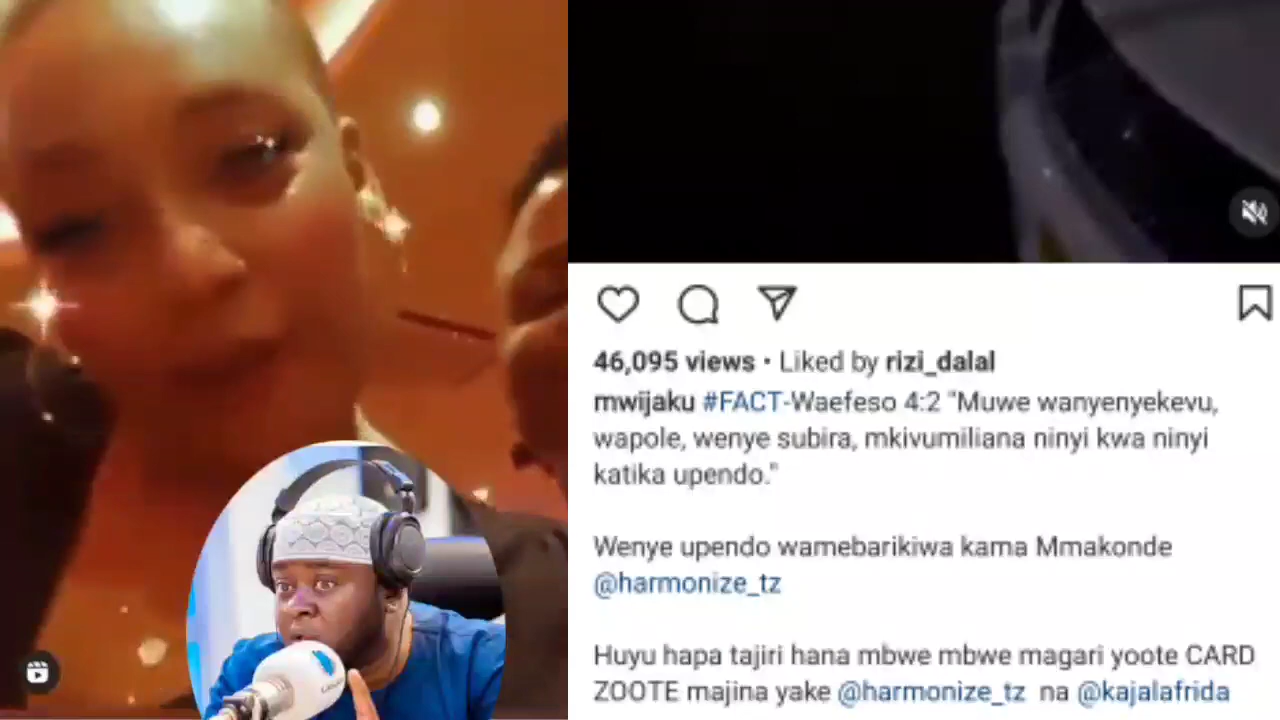 46,095 views • Liked by rizi_dalal
mwijaku #FACT-Waefeso 4:2 "Muwe wanyenyekevu,
wapole, wenye subira, mkivumiliana ninyi kwa ninyi
katika upendo."
Wenye upendo wamebarikiwa kama Mmakonde
@harmonize_tz
Huyu hapa tajiri hana mbwe mbwe magari yoote CARD
ZOOTE majina yake @harmonize_tz na @kajalafrida